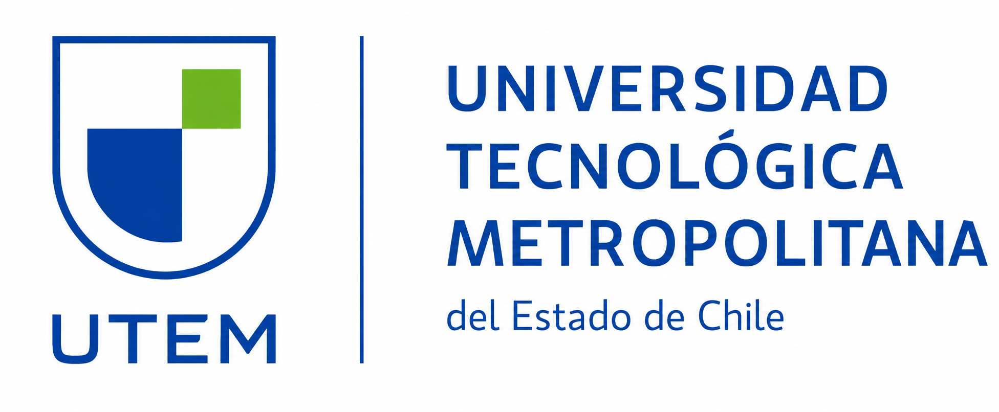 UTEM
UNIVERSIDAD
TECNOLÓGICA
METROPOLITANA
del Estado de Chile